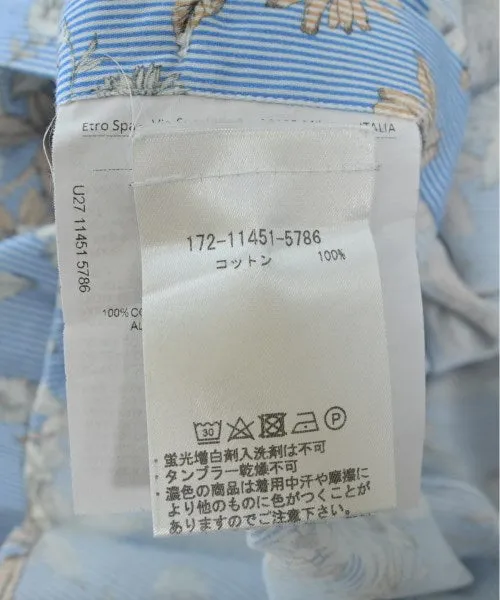 Etro Spa
ITALIA
U27 11451 5786
172-11451-5786
コットン 100%
100%
30
P
・蛍光増白剤入洗剤は不可
・タンブラー乾燥不可
・濃色の商品は着用中汗や摩擦に
より他のものに色がつくことが
ありますのでご注意下さい。